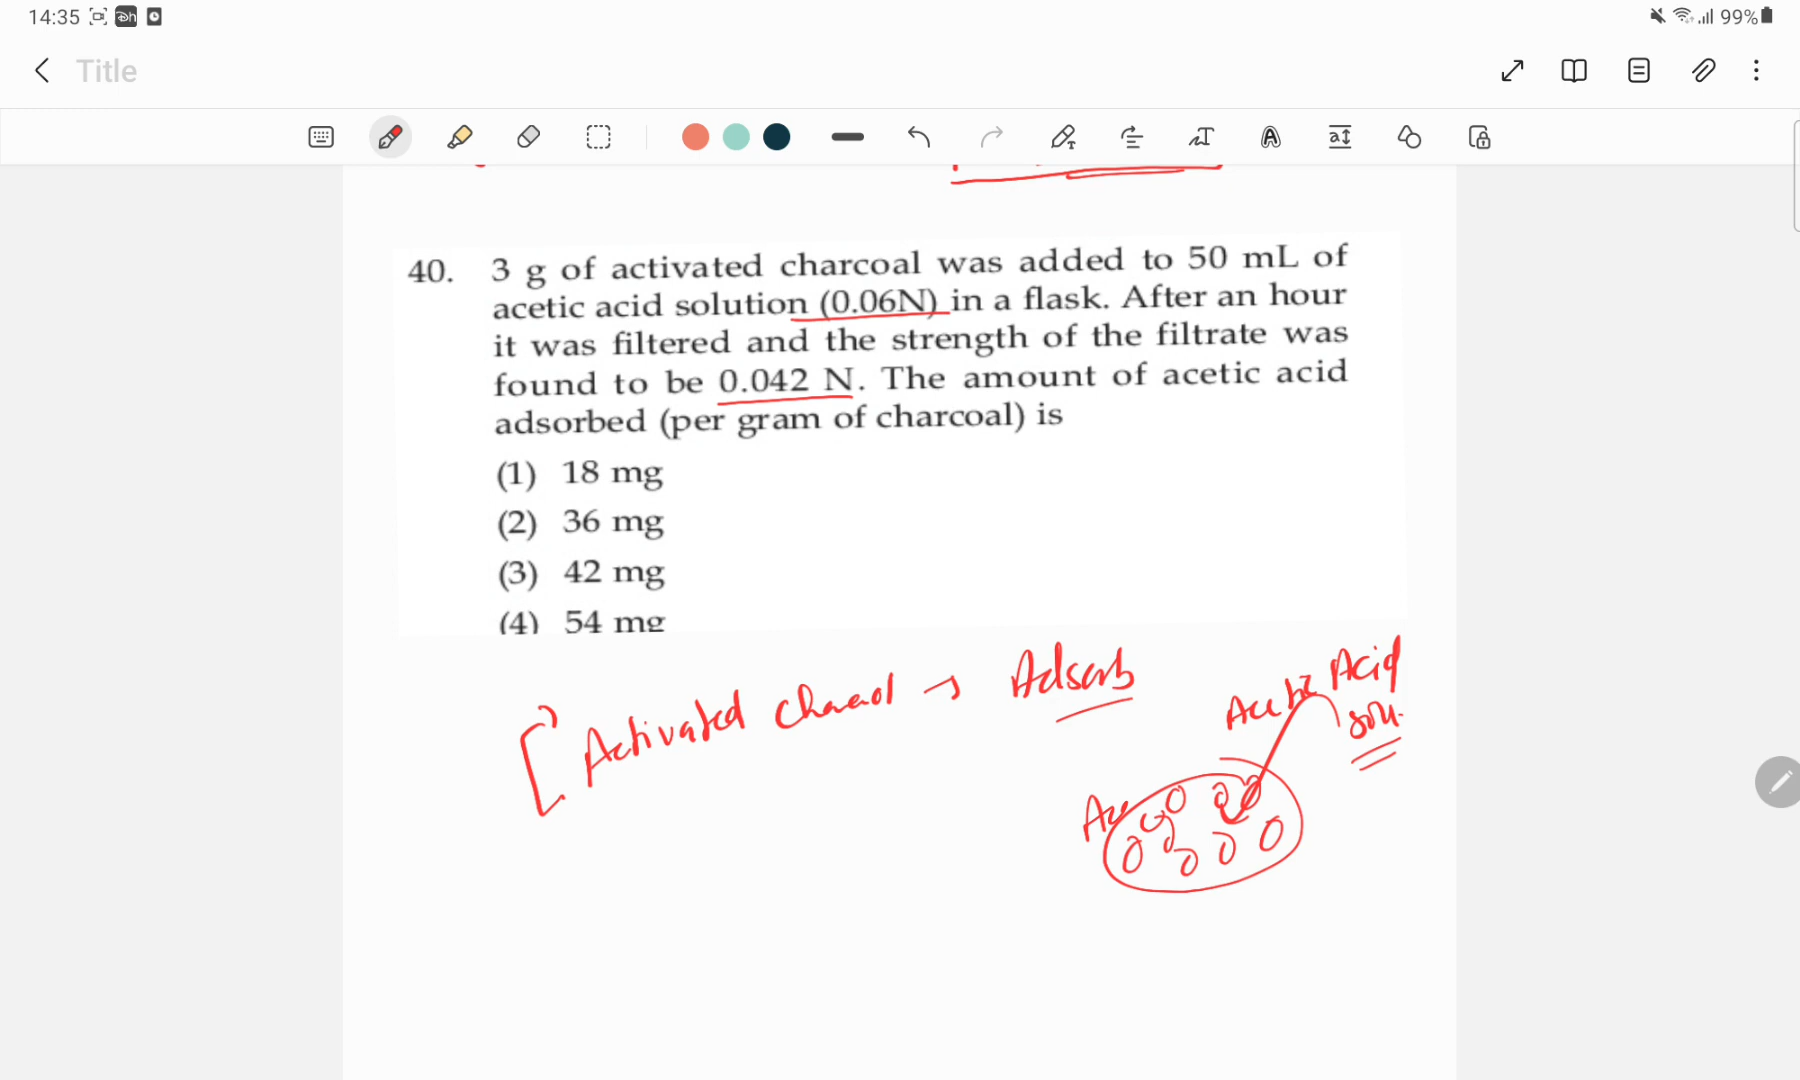 14:35
99%
Title
40. 3 g of activated charcoal was added to 50 mL of
acetic acid solution (0.06N) in a flask. After an hour
it was filtered and the strength of the filtrate was
found to be 0.042 N. The amount of acetic acid
adsorbed (per gram of charcoal) is
(1) 18 mg
(2) 36 mg
(3) 42 mg
(4) 54 mg
Activated → Adsorb
Acid